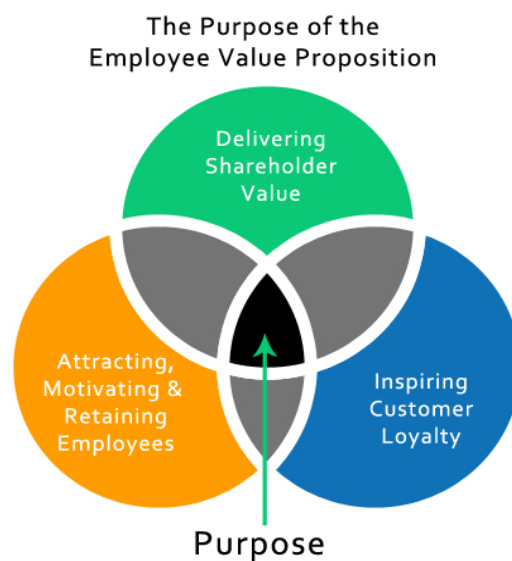 The Purpose of the
Employee Value Proposition
Delivering
Shareholder
Value
Attracting,
Motivating &
Retaining
Employees
Inspiring
Customer
Loyalty
Purpose